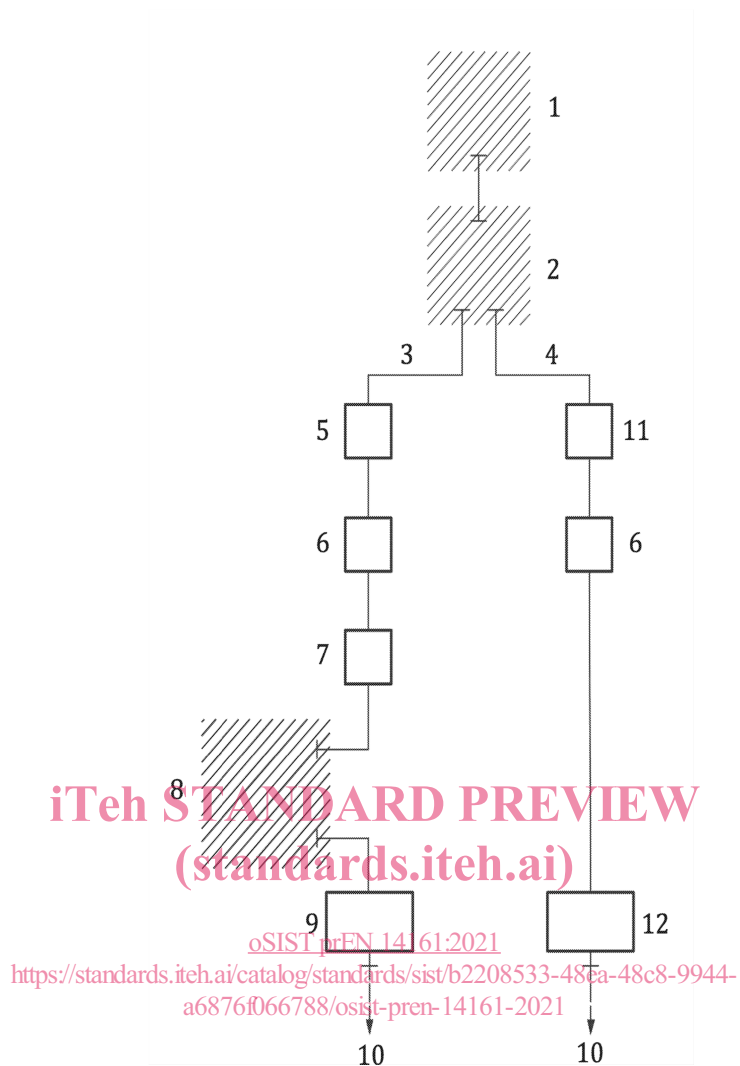 1
2
3 4
5 11
6 6
7
8
iTeh STANDARD PREVIEW
(standards.iteh.ai)
9 12
oSIST prEN 14161:2021
https://standards.iteh.ai/catalog/standards/sist/b2208533-48ea-48c8-9944-
a6876f066788/osist-pren-14161-2021
10 10